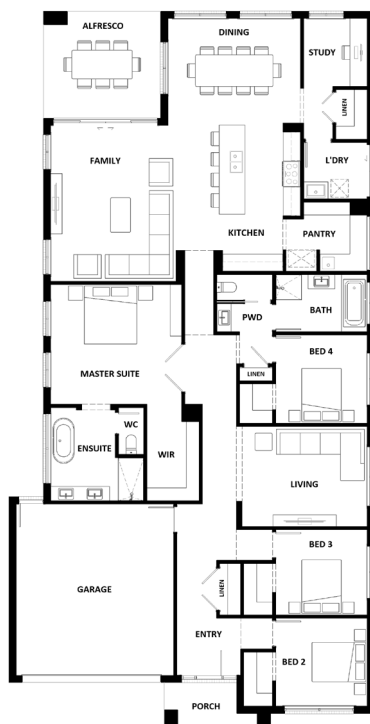 ALFRESCO
DINING
STUDY
LINEN
FAMILY
L'DRY
KITCHEN
PANTRY
PWD
BATH
MASTER SUITE
LINEN
BED 4
WC
ENSUITE
WIR
LIVING
BED 3
GARAGE
LINEN
ENTRY
BED 2
PORCH